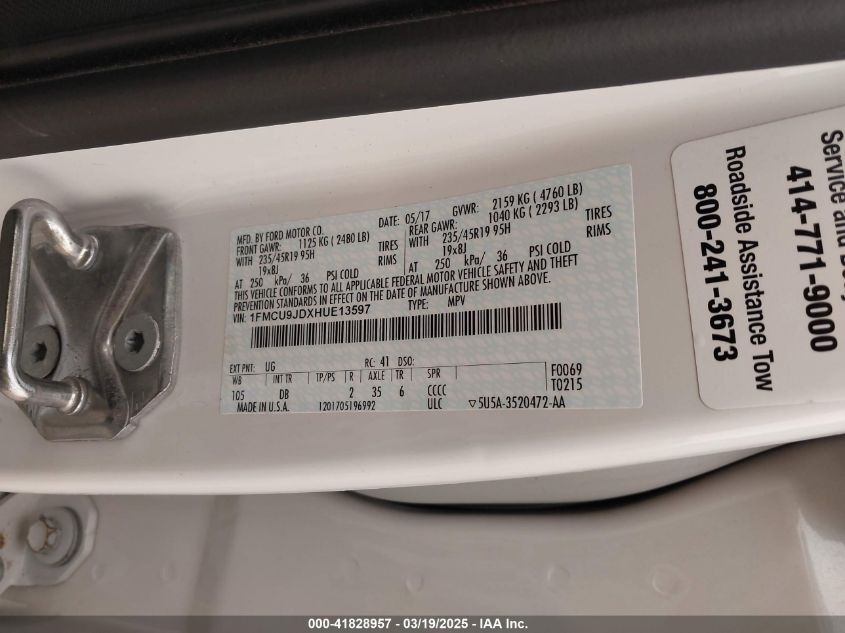 MFD. BY FORD MOTOR CO.
DATE: 05/17 GVWR: 2159 KG ( 4760 LB)
FRONT GAWR: 1125 KG ( 2480 LB) REAR GAWR: 1040 KG ( 2293 LB)
WITH 235/45R19 95H TIRES WITH 235/45R19 95H TIRES
19x8J RIMS 19x8J RIMS
AT 250 kPa/ 36 PSI COLD AT 250 kPa/ 36 PSI COLD
THIS VEHICLE CONFORMS TO ALL APPLICABLE FEDERAL MOTOR VEHICLE SAFETY AND THEFT
PREVENTION STANDARDS IN EFFECT ON THE DATE OF MANUFACTURE SHOWN ABOVE.
VIN: 1FMCU9JDXHUE13597 TYPE: MPV
EXT PNT: UG RC: 41 DSO:
WB INT TR TP/PS R AXLE TR SPR F0069
105 DB 2 35 6 CCCC T0215
MADE IN U.S.A. 1201705196992 ULC ▽5U5A-3520472-AA
Roadside Assistance Tow
800-241-3673
Service and
414-771-9000
000-41828957 — 03/19/2025 — IAA Inc.